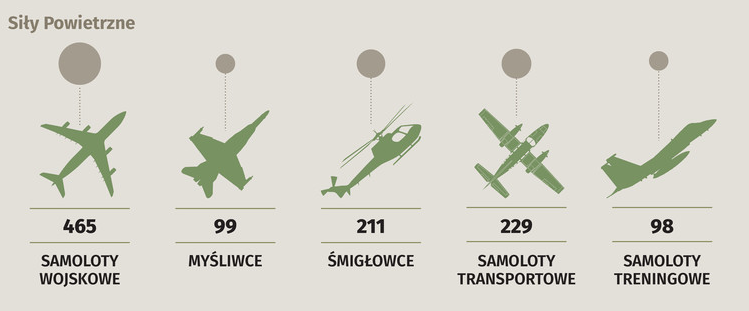 Siły Powietrzne
465
99
211
229
98
SAMOLOTY
WOJSKOWE
MYŚLIWCE
ŚMIGŁOWCE
SAMOLOTY
TRANSPORTOWE
SAMOLOTY
TRENINGOWE